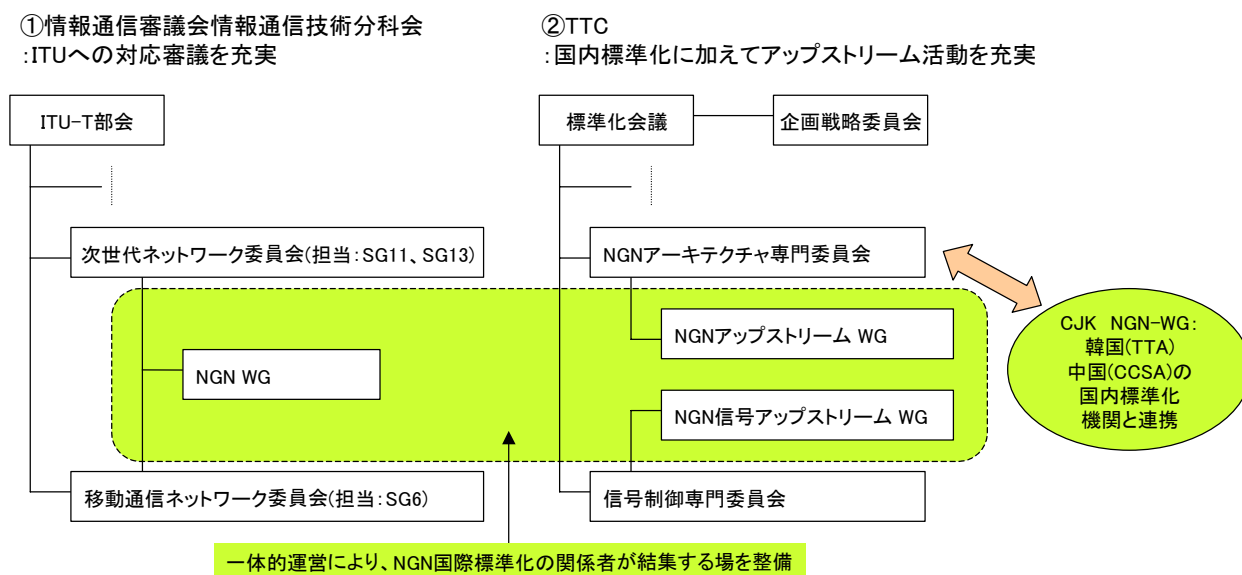 ①情報通信審議会情報通信技術分科会
:ITUへの対応審議を充実
②TTC
:国内標準化に加えてアップストリーム活動を充実
ITU-T部会
標準化会議
企画戦略委員会
次世代ネットワーク委員会(担当:SG11、SG13)
NGNアーキテクチャ専門委員会
NGNアップストリーム WG
NGN WG
NGN信号アップストリーム WG
CJK NGN-WG:
韓国(TTA)
中国(CCSA)の
国内標準化
機関と連携
移動通信ネットワーク委員会(担当:SG6)
信号制御専門委員会
一体的運営により、NGN国際標準化の関係者が結集する場を整備